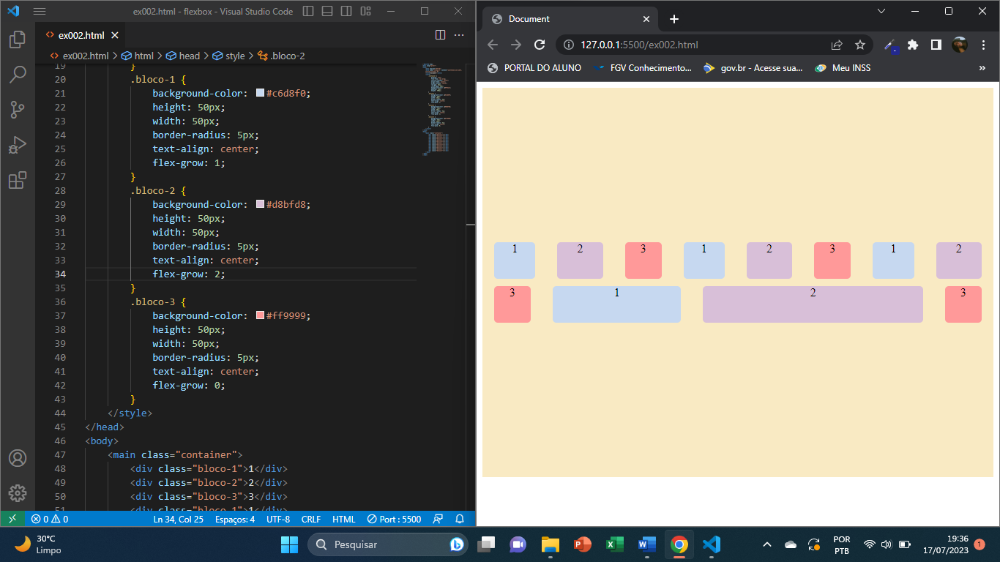 ex002.html - flexbox - Visual Studio Code
ex002.html
ex002.html > html > head > style > .bloco-2
19 }
20 .bloco-1 {
21 background-color: #c6d8f0;
22 height: 50px;
23 width: 50px;
24 border-radius: 5px;
25 text-align: center;
26 flex-grow: 1;
27 }
28 .bloco-2 {
29 background-color: #d8bfd8;
30 height: 50px;
31 width: 50px;
32 border-radius: 5px;
33 text-align: center;
34 flex-grow: 2;
35 }
36 .bloco-3 {
37 background-color: #ff9999;
38 height: 50px;
39 width: 50px;
40 border-radius: 5px;
41 text-align: center;
42 flex-grow: 0;
43 }
44 </style>
45 </head>
46 <body>
47 <main class="container">
48 <div class="bloco-1">1</div>
49 <div class="bloco-2">2</div>
50 <div class="bloco-3">3</div>
51 <div class="bloco-1">1</div>
0 0 Ln 34, Col 25 Espaços: 4 UTF-8 CRLF HTML Port : 5500
Document
127.0.0.1:5500/ex002.html
PORTAL DO ALUNO FGV Conhecimento... gov.br - Acesse sua... Meu INSS »
1 2 3 1 2 3 1 2
3 1 2 3
30°C
Limpo
Pesquisar
POR
PTB
19:36
17/07/2023
1